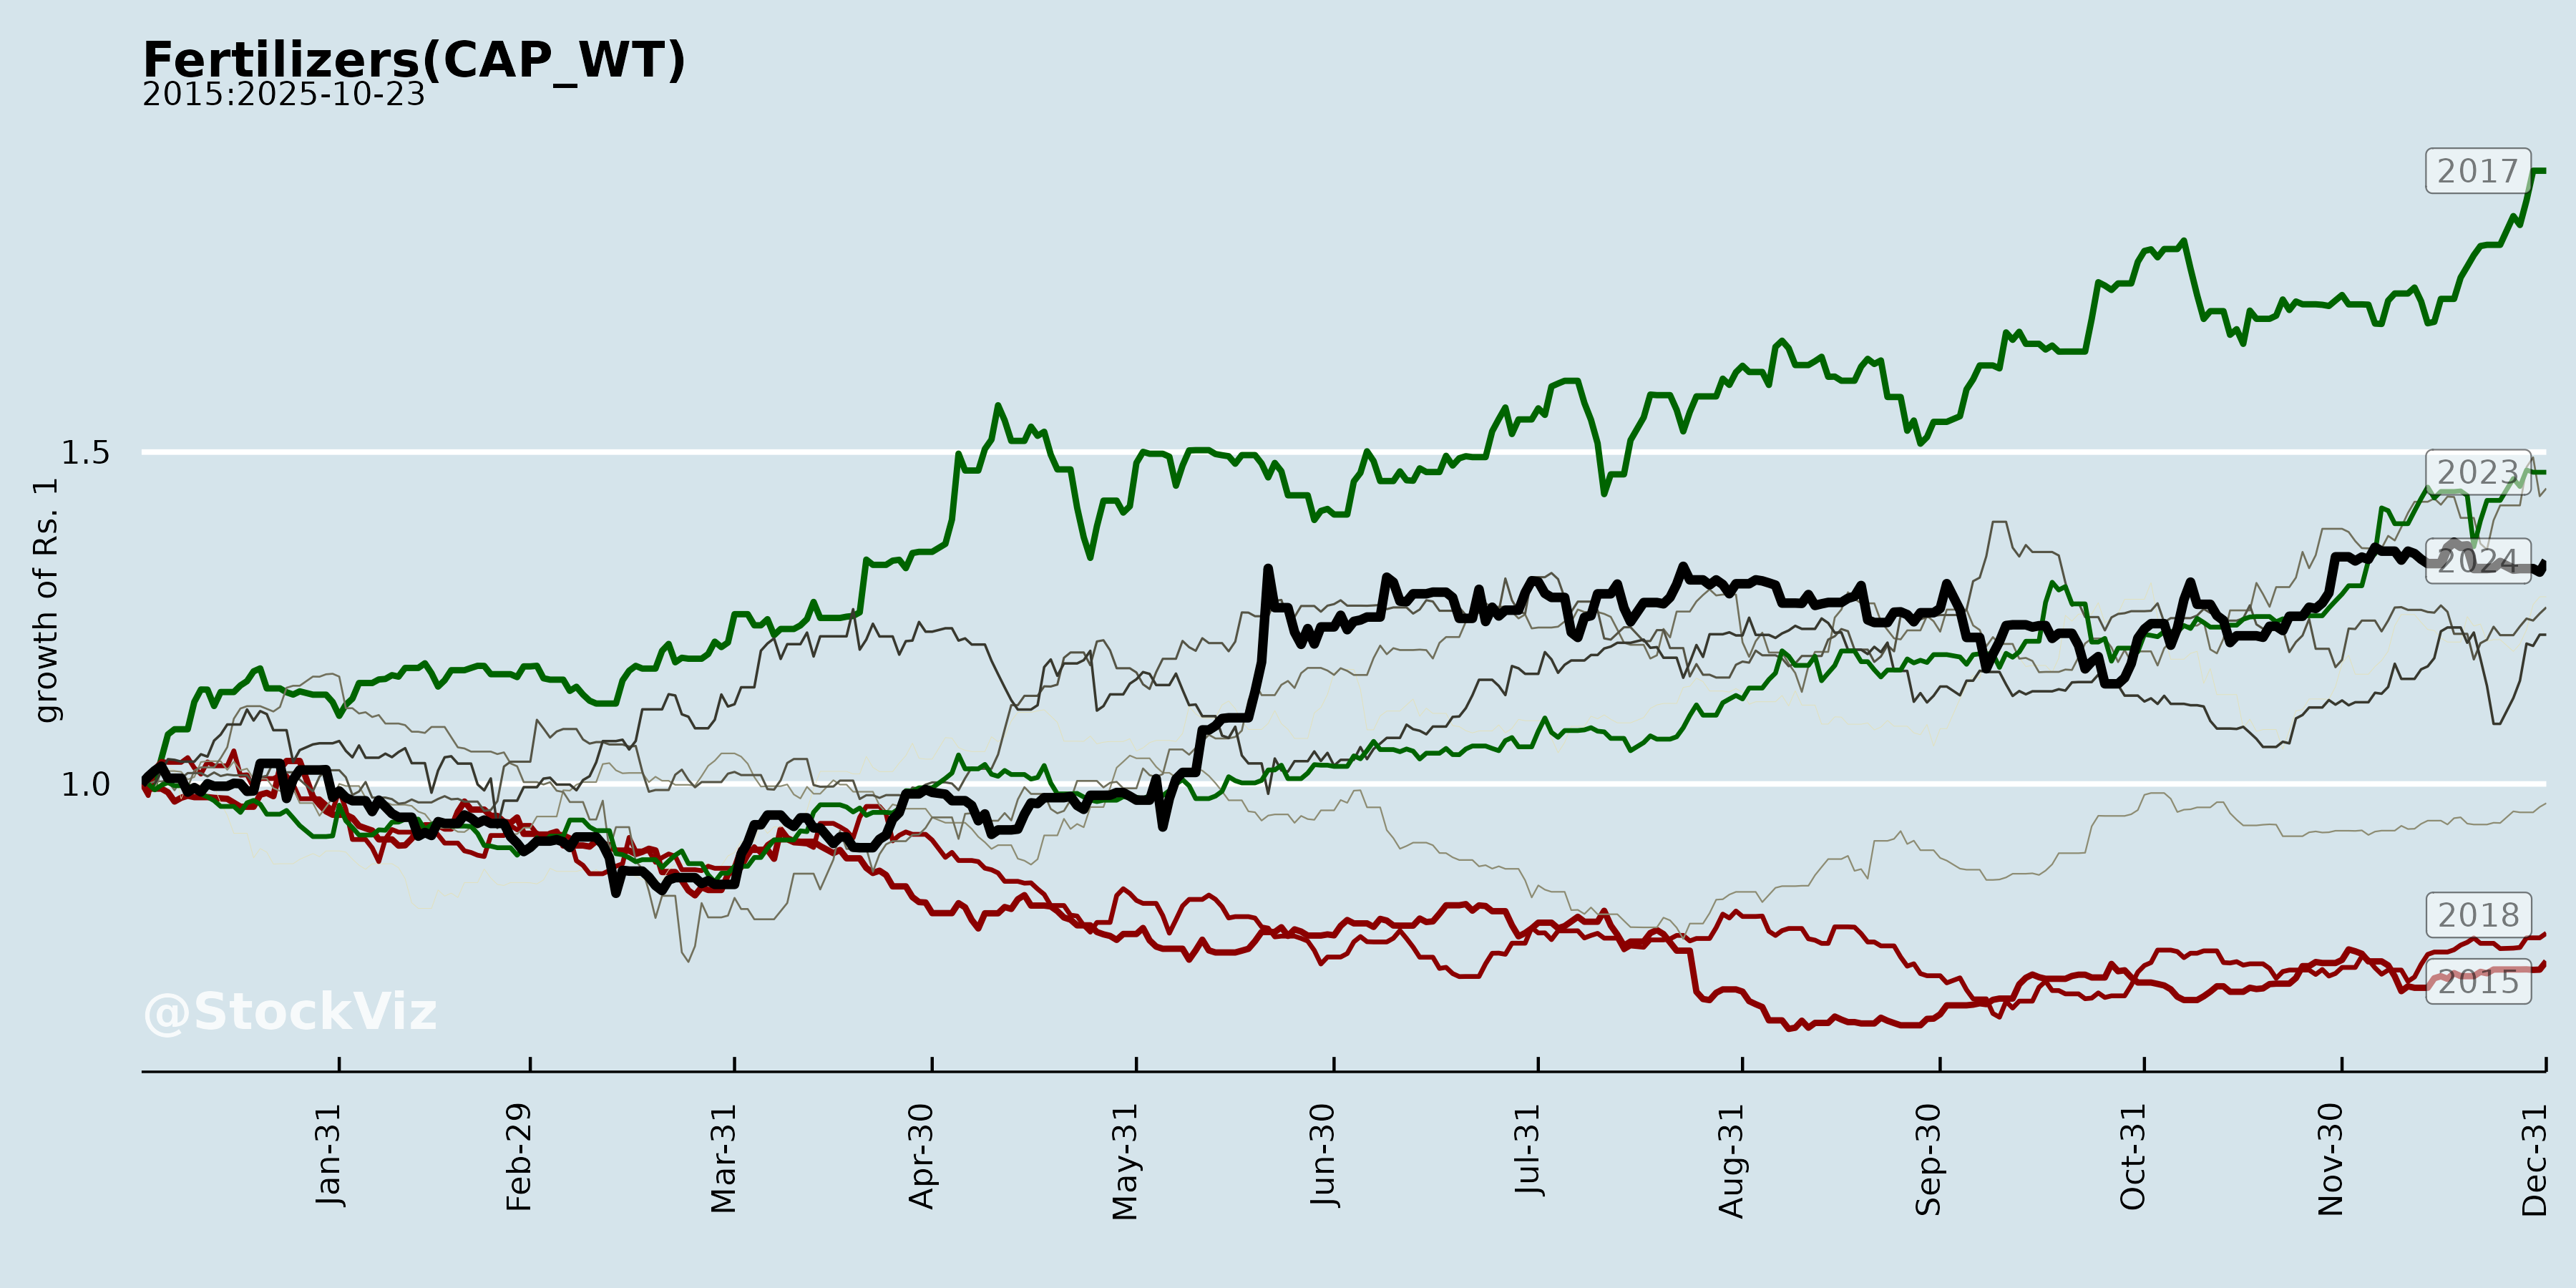 Fertilizers(CAP_WT)
2015:2025-10-23
growth of Rs. 1
1.5
1.0
2017
2023
2024
2018
2015
@StockViz
Jan-31
Feb-29
Mar-31
Apr-30
May-31
Jun-30
Jul-31
Aug-31
Sep-30
Oct-31
Nov-30
Dec-31